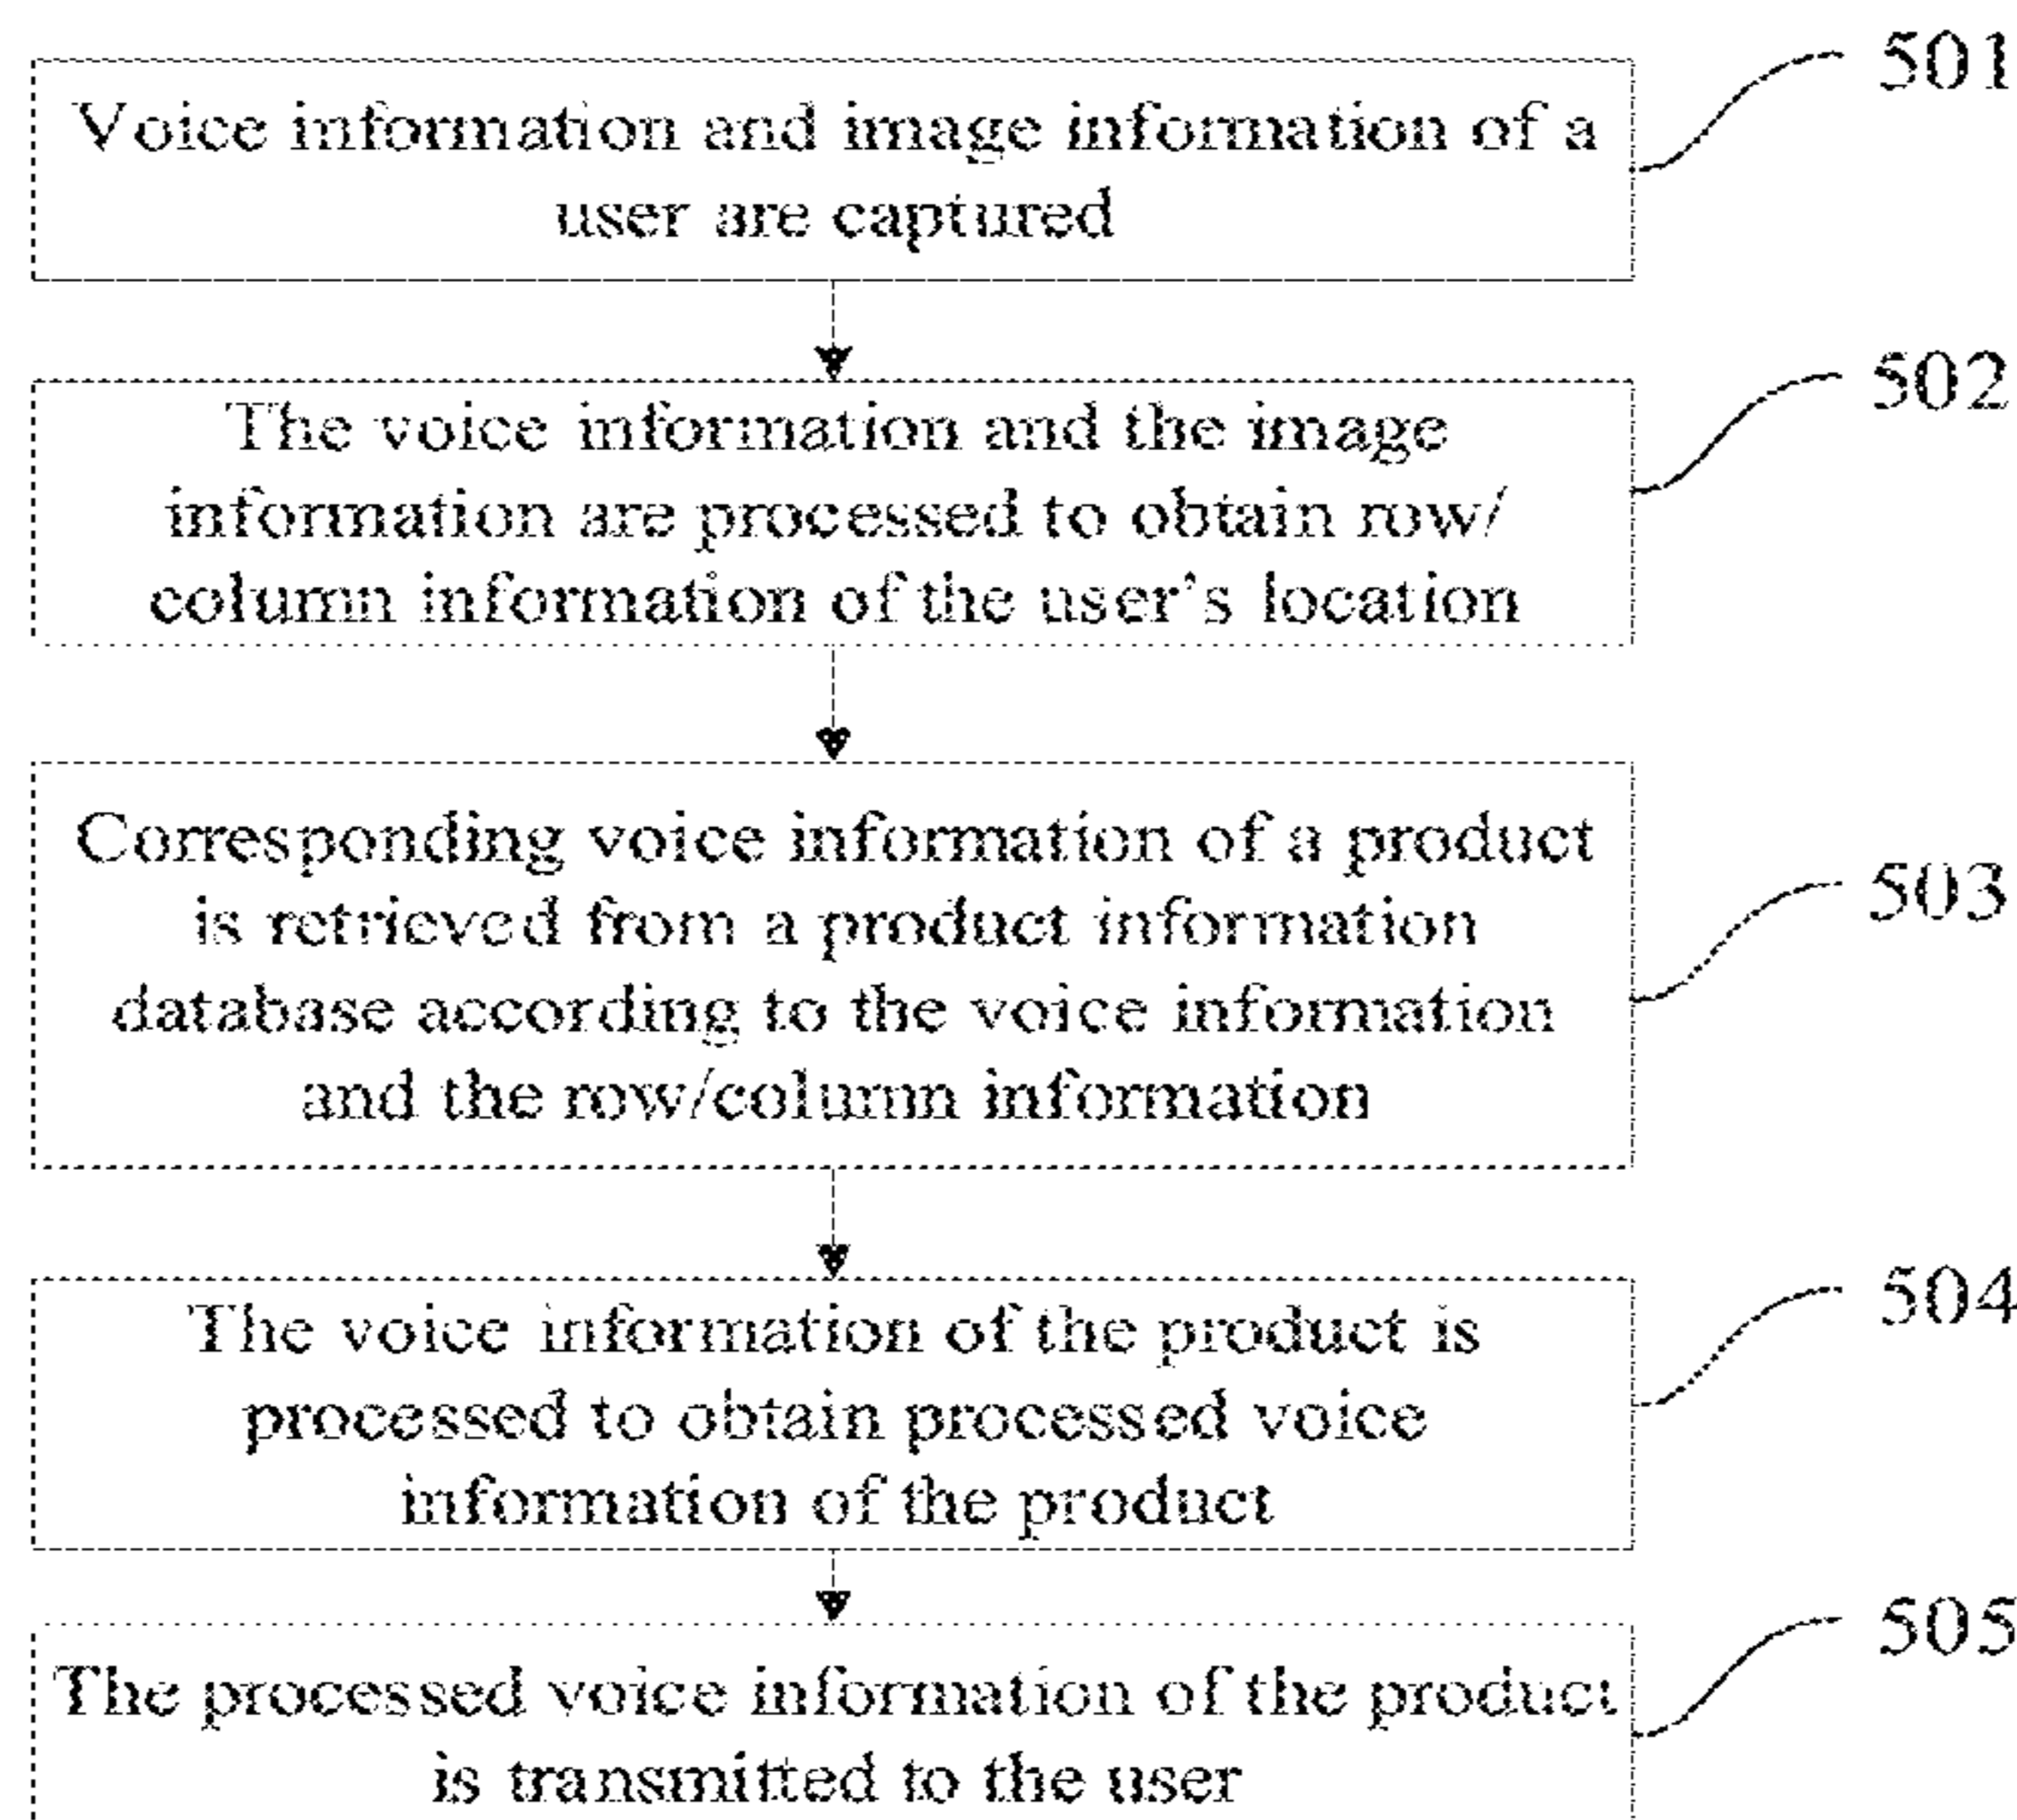 501
Voice information and image information of a
user are captured
502
The voice information and the image
information are processed to obtain row/
column information of the user's location
503
Corresponding voice information of a product
is retrieved from a product information
database according to the voice information
and the row/column information
504
The voice information of the product is
processed to obtain processed voice
information of the product
505
The processed voice information of the product
is transmitted to the user